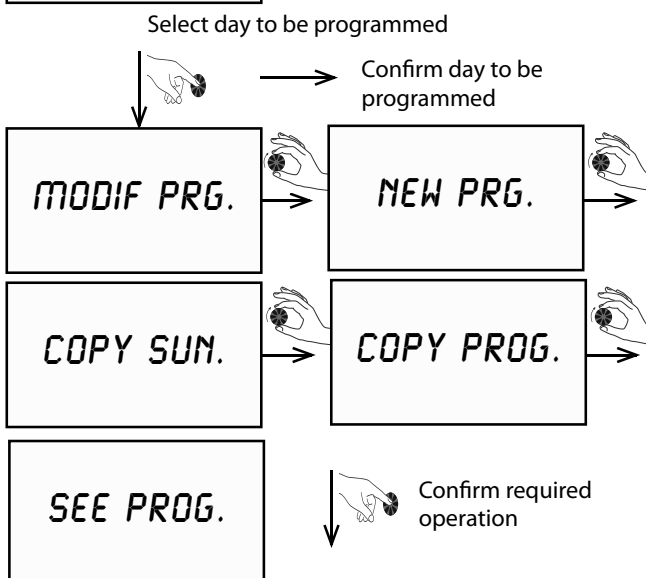 Select day to be programmed
Confirm day to be
programmed
MODIF PRG.
NEW PRG.
COPY SUN.
COPY PROG.
SEE PROG.
Confirm required
operation